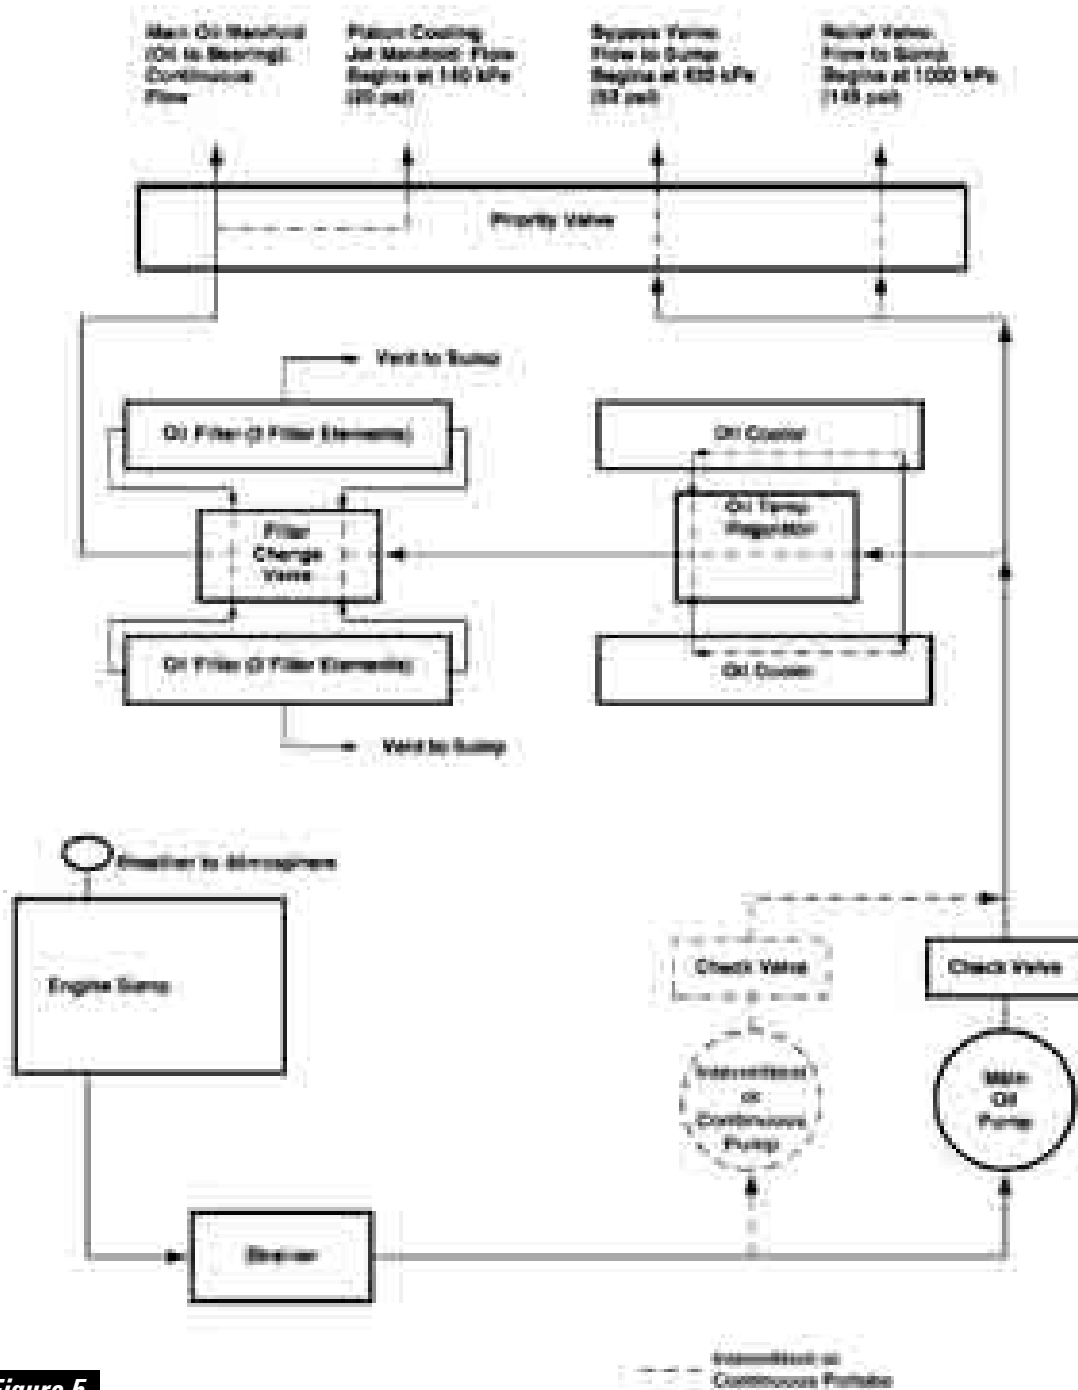 Main Oil Manifold
(Oil to Bearing):
Continuous
Flow
Piston Cooling
Jet Manifold: Flow
Begins at 140 kPa
(20 psi)
Bypass Valve:
Flow to Sump
Begins at kPa
psi)
Relief Valve:
Flow to Sump
Begins at 1000 kPa
(145 psi)
Priority Valve
Vent to Sump
Oil Filter Filter Elements)
Oil Cooler
Filter
Change
Valve
Oil Temp
Regulator
Oil Filter Filter Elements)
Oil Cooler
Vent to Sump
Breather to Atmosphere
Engine Sump
Check Valve
Check Valve
Intermittent
or
Continuous
Pump
Main
Oil
Pump
Strainer
Intermittent or
Continuous Prelube
Figure 5